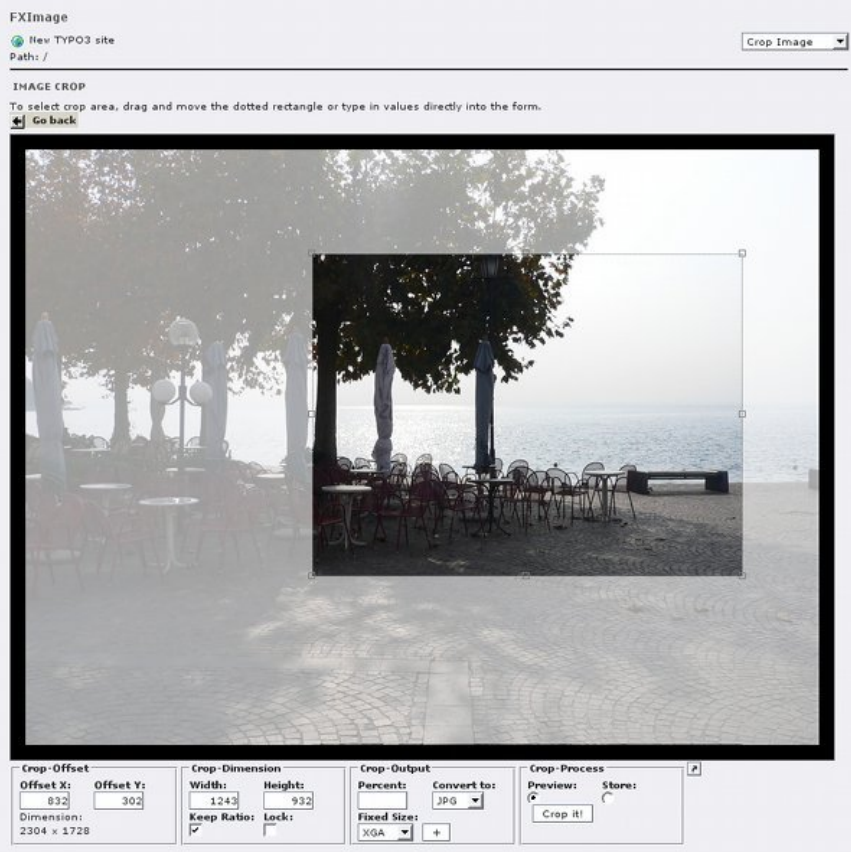 FXImage
New TYPO3 site
Crop Image
Path: /
IMAGE CROP
To select crop area, drag and move the dotted rectangle or type in values directly into the form.
Go back
Crop-Offset
Offset X: Offset Y:
832 302
Dimension:
2304 x 1728
Crop-Dimension
Width: Height:
1243 932
Keep Ratio: Lock:
Crop-Output
Percent: Convert to:
JPG
Fixed Size:
XGA +
Crop-Process
Preview: Store:
Crop it!